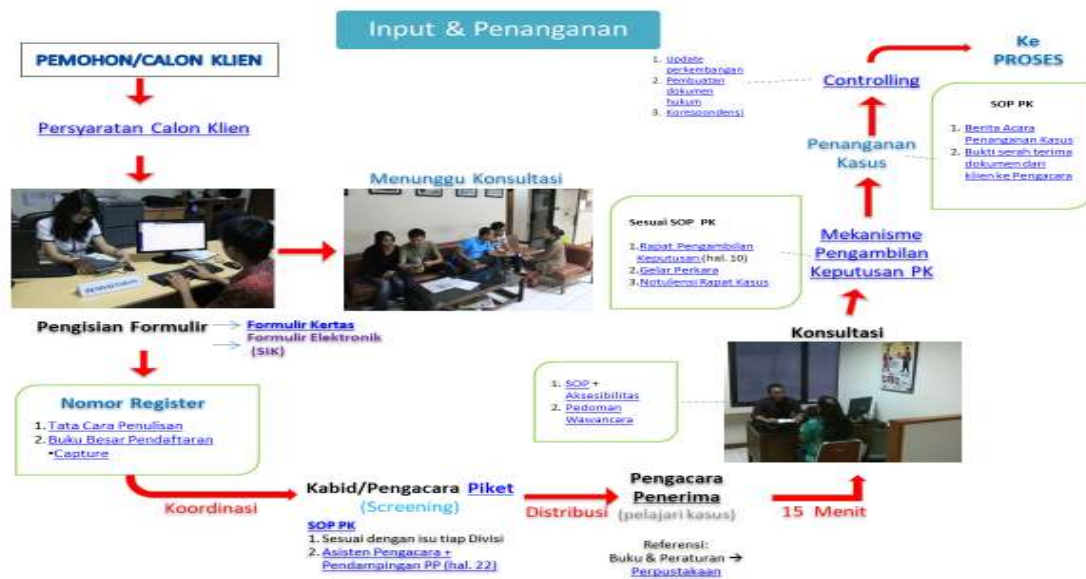 Input & Penanganan
PEMOHON/CALON KLIEN
Persyaratan Calon Klien
Menunggu Konsultasi
PENDAFTARAN
Pengisian Formulir
Formulir Kertas
Formulir Elektronik
(SIK)
Nomor Register
1. Tata Cara Penulisan
2. Buku Besar Pendaftaran
•Capture
Koordinasi
Kabid/Pengacara Piket
(Screening)
SOP PK
1. Sesuai dengan isu tiap Divisi
2. Asisten Pengacara +
Pendampingan PP (hal. 22)
Distribusi
Pengacara
Penerima
(pelajari kasus)
Referensi:
Buku & Peraturan →
Perpustakaan
15 Menit
1. SOP +
Aksesibilitas
2. Pedoman
Wawancara
Konsultasi
Sesuai SOP PK
1.Rapat Pengambilan
Keputusan (hal. 10)
2.Gelar Perkara
3.Notulensi Rapat Kasus
Mekanisme
Pengambilan
Keputusan PK
Penanganan
Kasus
SOP PK
1. Berita Acara
Penanganan Kasus
2. Bukti serah terima
dokumen dari
klien ke Pengacara
1. Update
perkembangan
2. Pembuatan
dokumen
hukum
3. Korespondensi
Controlling
Ke
PROSES